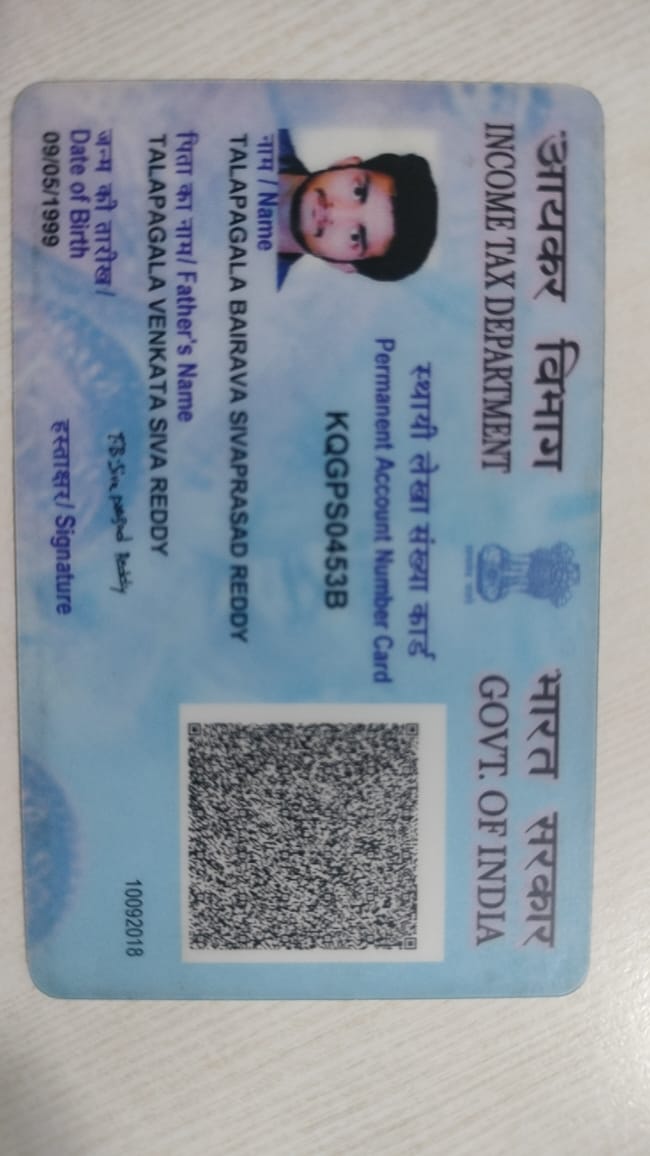 आयकर विभाग
INCOME TAX DEPARTMENT
भारत सरकार
GOVT. OF INDIA
स्थायी लेखा संख्या कार्ड
Permanent Account Number Card
KQGPS0453B
नाम / Name
TALAPAGALA BAIRAVA SIVAPRASAD REDDY
पिता का नाम / Father's Name
TALAPAGALA VENKATA SIVA REDDY
जन्म की तारीख /
Date of Birth
09/05/1999
T.B.Siva prasad Reddy
हस्ताक्षर / Signature
10092018